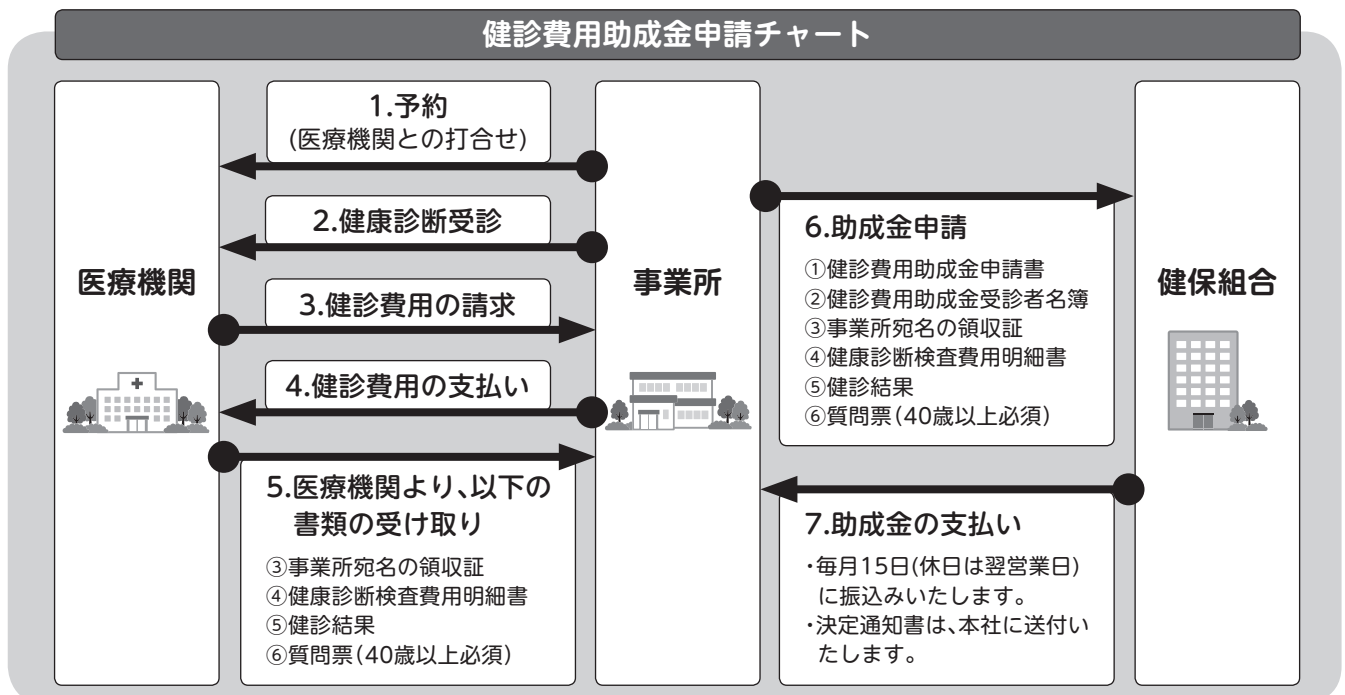 健診費用助成金申請チャート
医療機関
1.予約
(医療機関との打合せ)
2.健康診断受診
3.健診費用の請求
4.健診費用の支払い
5.医療機関より、以下の
書類の受け取り
③事業所宛名の領収証
④健康診断検査費用明細書
⑤健診結果
⑥質問票(40歳以上必須)
事業所
6.助成金申請
①健診費用助成金申請書
②健診費用助成金受診者名簿
③事業所宛名の領収証
④健康診断検査費用明細書
⑤健診結果
⑥質問票(40歳以上必須)
7.助成金の支払い
・毎月15日(休日は翌営業日)
に振込みいたします。
・決定通知書は、本社に送付い
たします。
健保組合